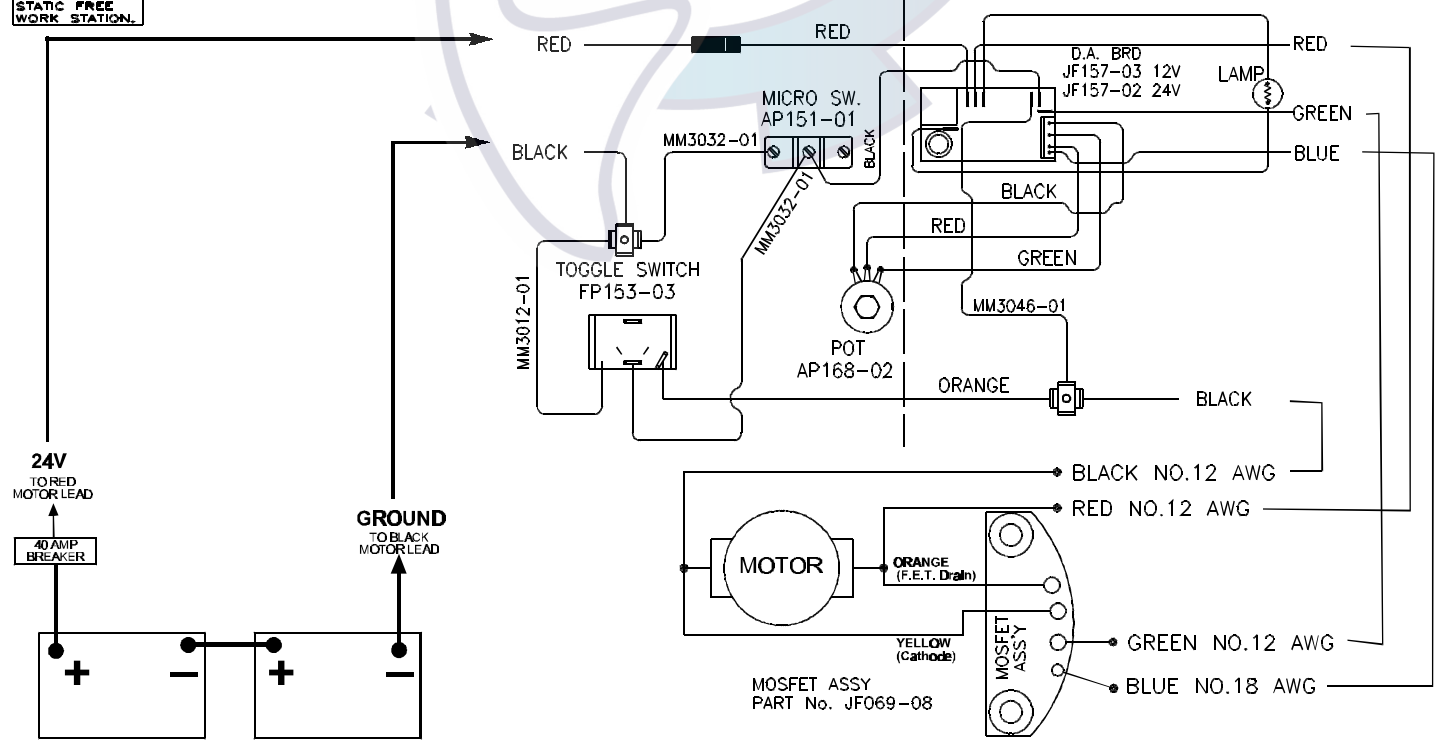 STATIC FREE
WORK STATION.
RED
RED
D.A. BRD
JF157-03 12V
JF157-02 24V
LAMP
RED
MICRO SW.
AP151-01
GREEN
BLACK
MM3032-01
BLACK
BLUE
MM3032-01
BLACK
RED
GREEN
TOGGLE SWITCH
FP153-03
MM3012-01
MM3046-01
POT
AP168-02
ORANGE
BLACK
24V
TO RED
MOTOR LEAD
BLACK NO.12 AWG
RED NO.12 AWG
GROUND
TO BLACK
MOTOR LEAD
40 AMP
BREAKER
MOTOR
ORANGE
(F.E.T. Drain)
MOSFET
ASS'Y
YELLOW
(Cathode)
GREEN NO.12 AWG
BLUE NO.18 AWG
+ −
+ −
MOSFET ASSY
PART No. JF069-08